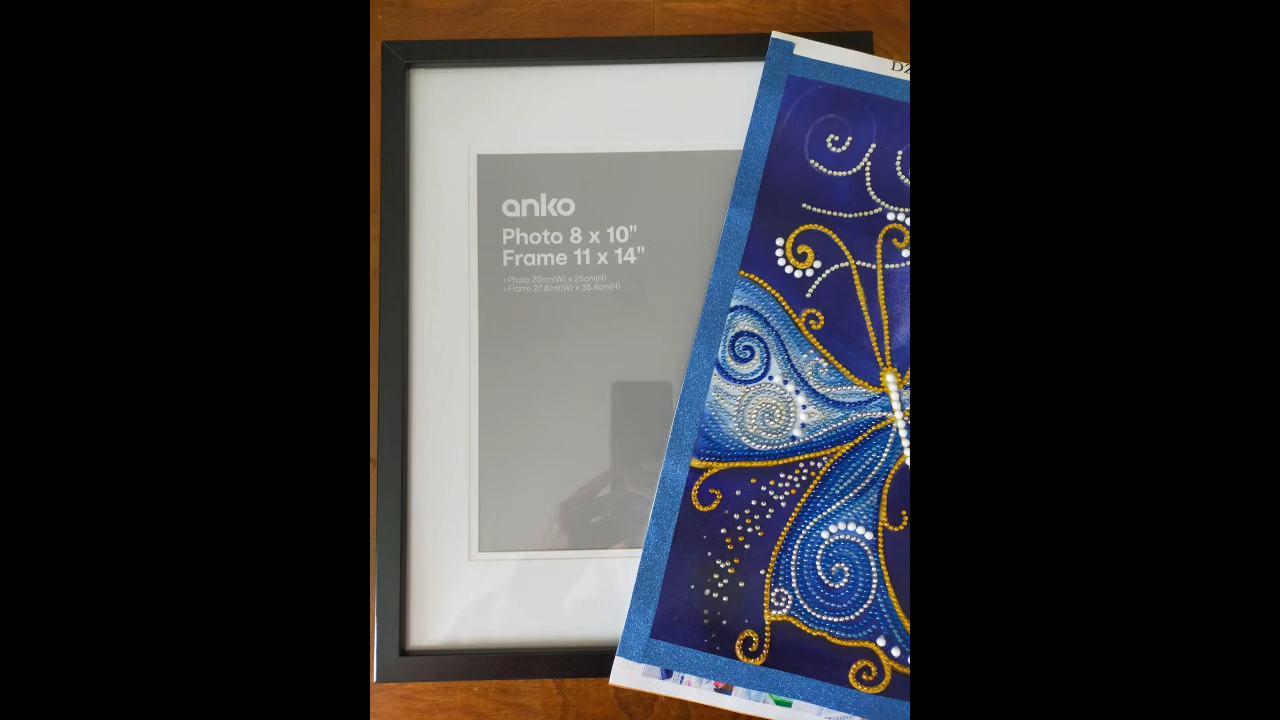 anko
Photo 8 x 10"
Frame 11 x 14"
› Photo 20cm(W) x 25cm(H)
› Frame 27.8cm(W) x 35.4cm(H)